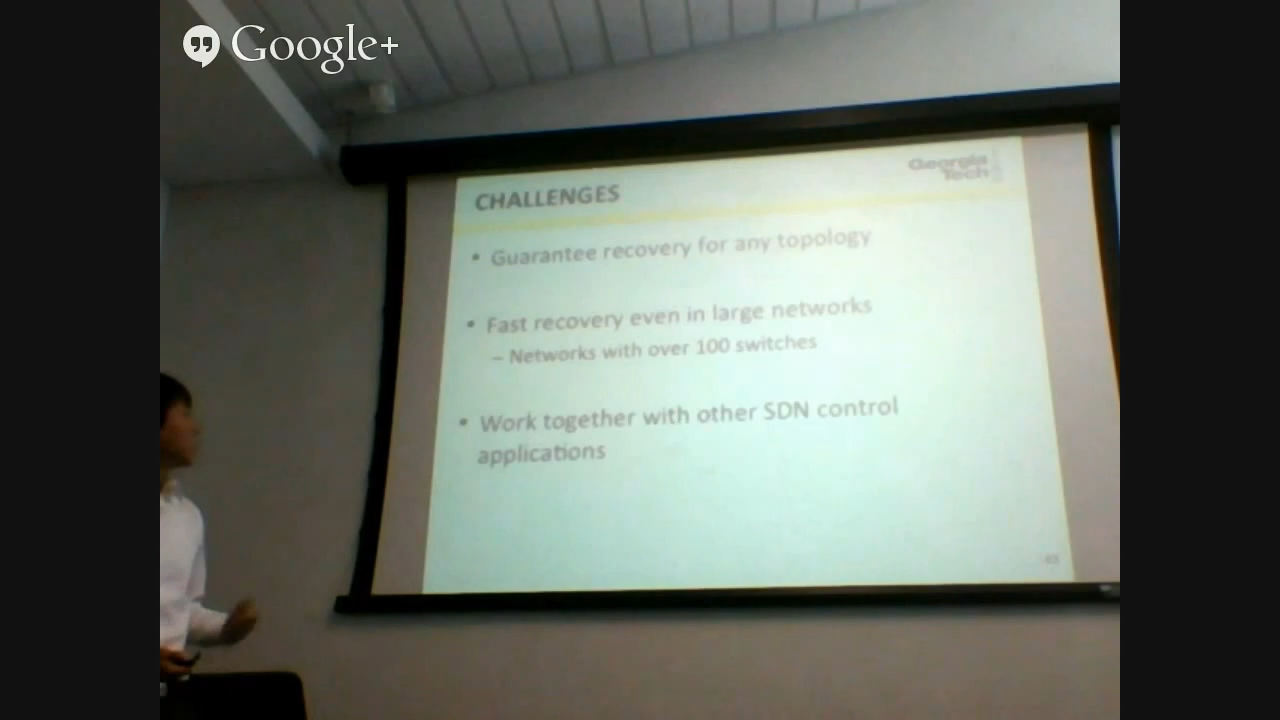 Google+
Georgia
Tech
CHALLENGES
• Guarantee recovery for any topology
• Fast recovery even in large networks
– Networks with over 100 switches
• Work together with other SDN control
applications